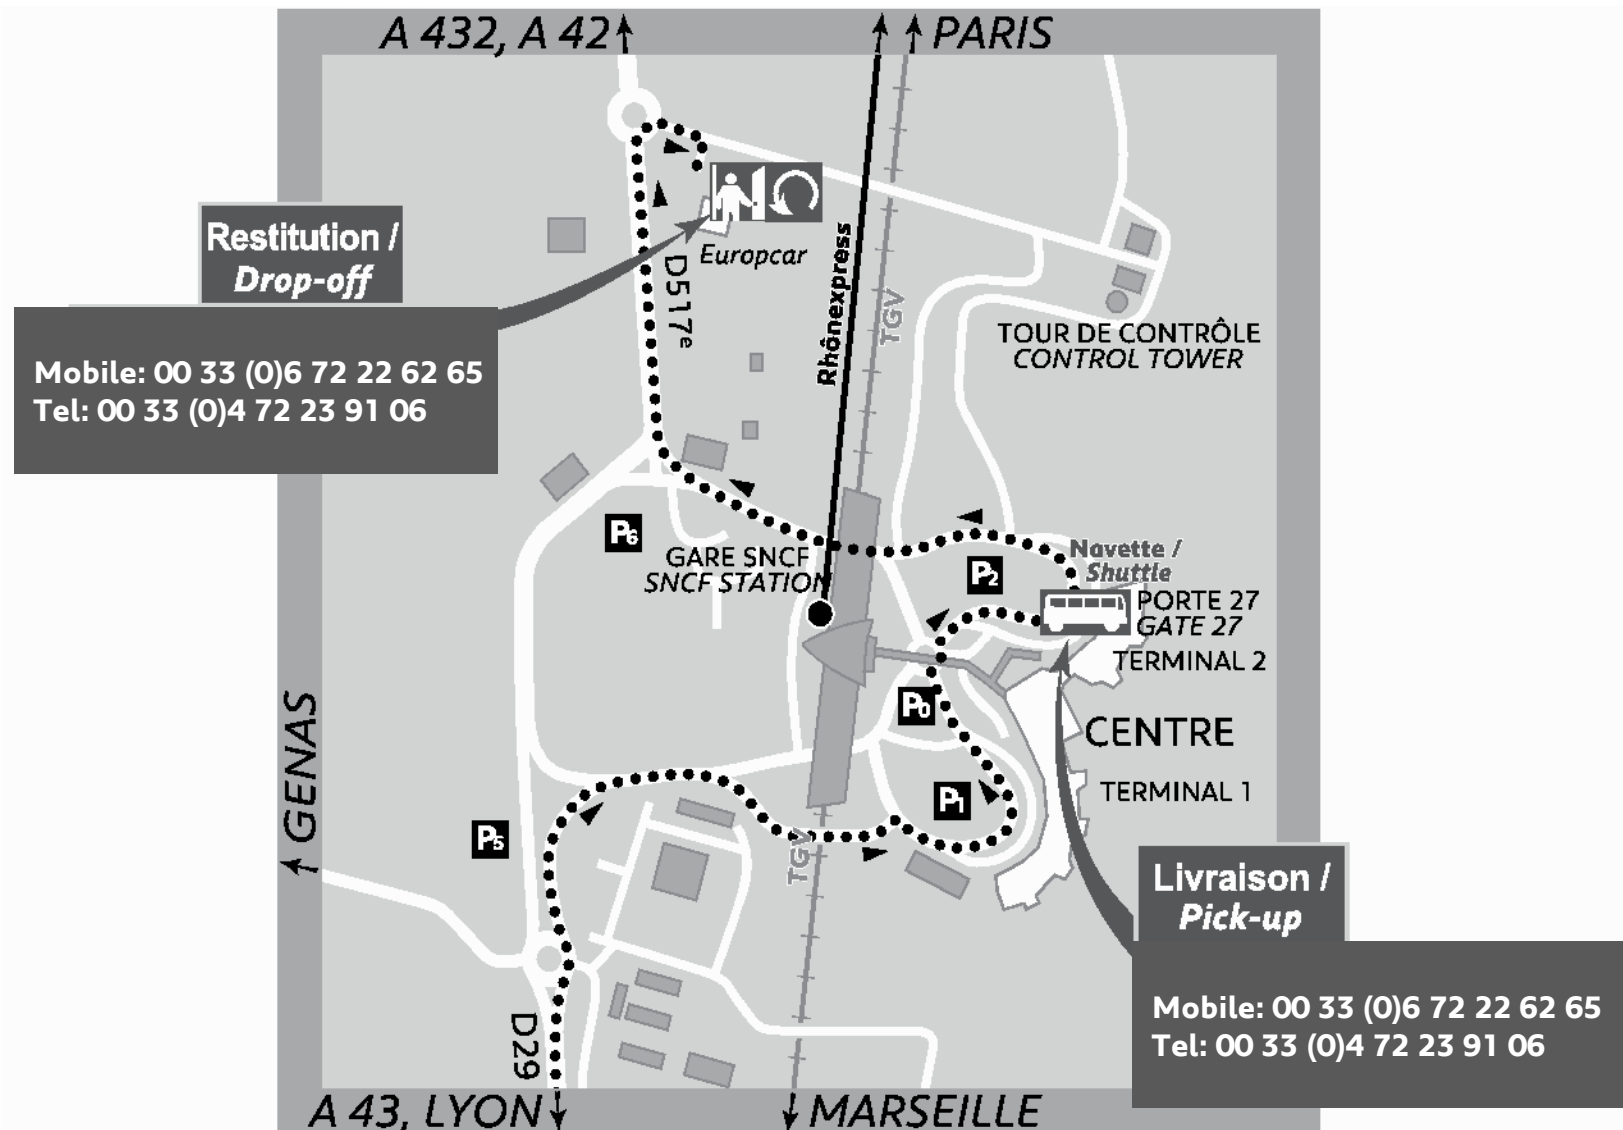 A 432, A 42
PARIS
Restitution /
Drop-off
Mobile: 00 33 (0)6 72 22 62 65
Tel: 00 33 (0)4 72 23 91 06
Europcar
D517e
Rhônexpress
TGV
TOUR DE CONTRÔLE
CONTROL TOWER
P6
GARE SNCF
SNCF STATION
P2
Navette /
Shuttle
PORTE 27
GATE 27
TERMINAL 2
P0
CENTRE
GENAS
P1
TERMINAL 1
P5
TGV
Livraison /
Pick-up
Mobile: 00 33 (0)6 72 22 62 65
Tel: 00 33 (0)4 72 23 91 06
D29
A 43, LYON
MARSEILLE